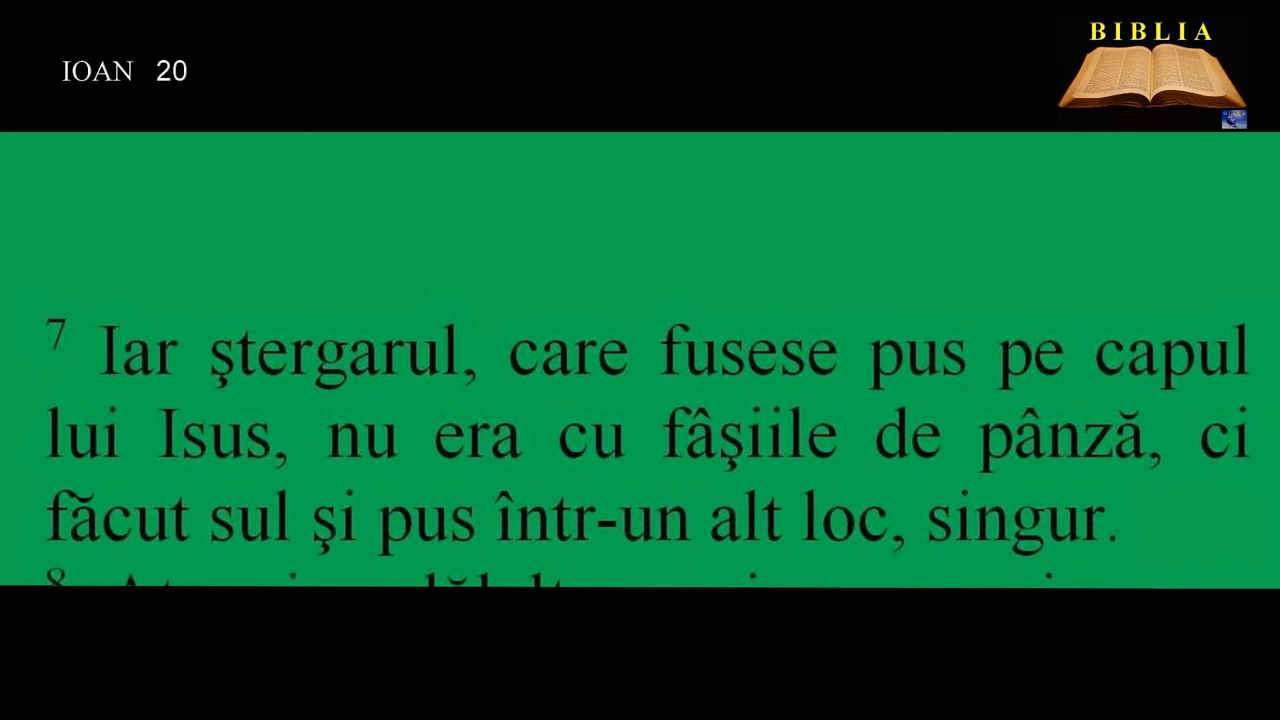 BIBLIA
IOAN 20
7 Iar ştergarul, care fusese pus pe capul
lui Isus, nu era cu fâşiile de pânză, ci
făcut sul şi pus într-un alt loc, singur.
8